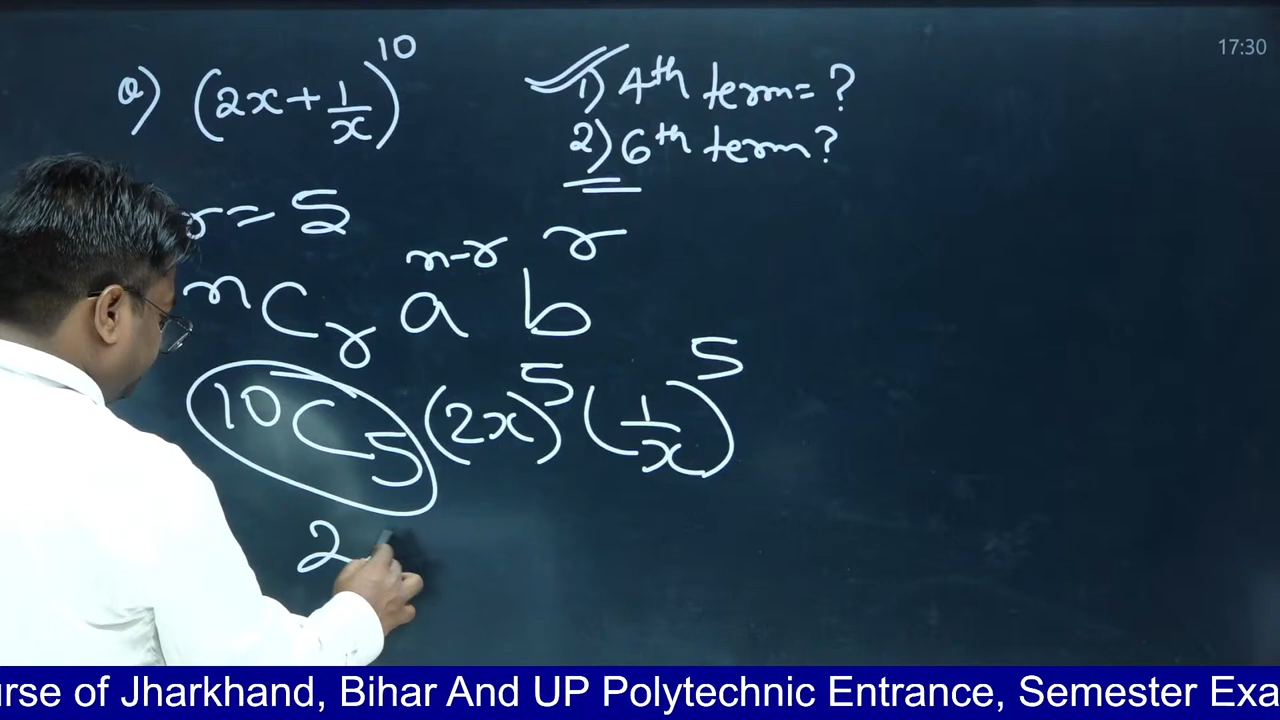 17:30
Q) (2x+1/x)^10 1) 4th term=?
2) 6th term?
r=5
nCr a^n-r b^r
10C5 (2x)^5 (1/x)^5
2
urse of Jharkhand, Bihar And UP Polytechnic Entrance, Semester Exa